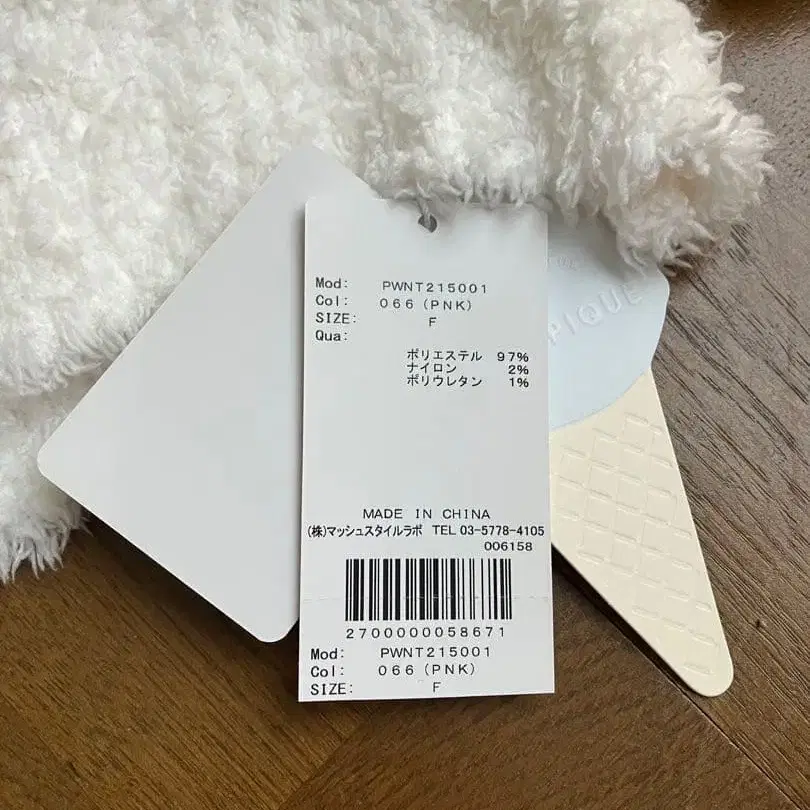 Mod: PWNT215001
Col: 066(PNK)
SIZE: F
Qua:
ポリエステル 97%
ナイロン 2%
ポリウレタン 1%
MADE IN CHINA
(株)マッシュスタイルラボ TEL 03-5778-4105
006158
2700000058671
Mod: PWNT215001
Col: 066(PNK)
SIZE: F
PIQUE